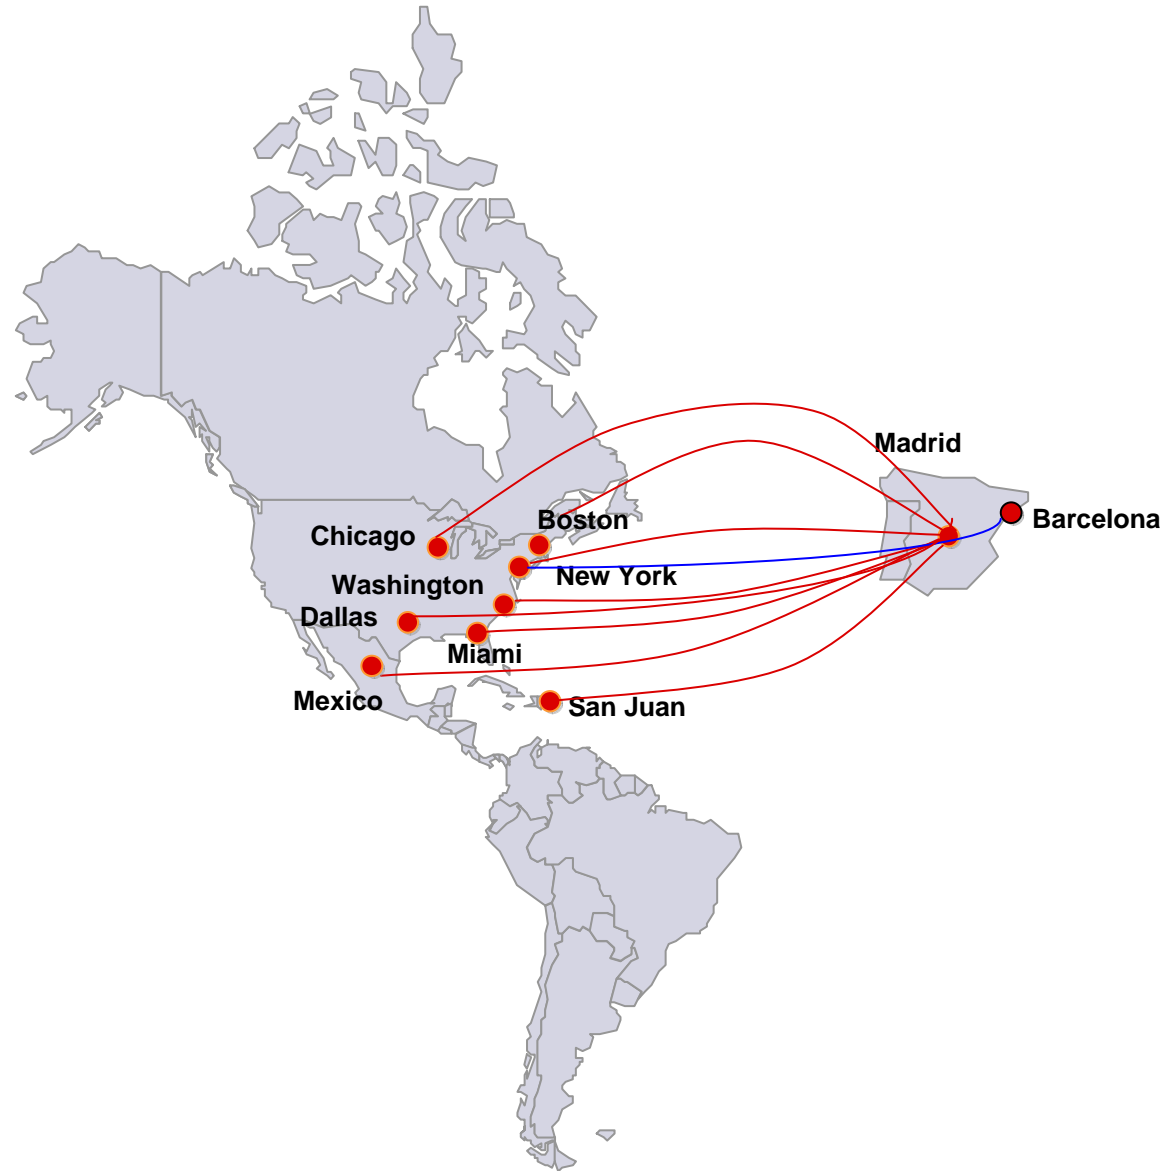 Madrid
Barcelona
Boston
Chicago
New York
Washington
Dallas
Miami
Mexico
San Juan